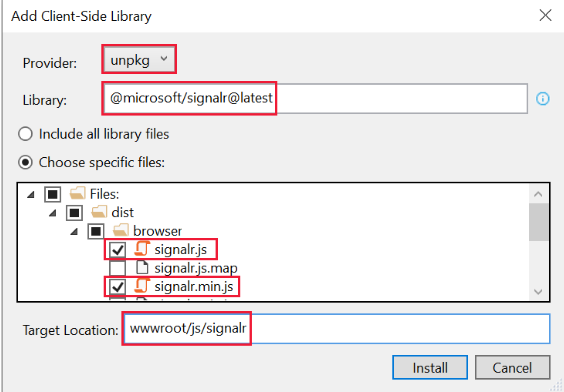 Add Client-Side Library
Provider: unpkg
Library: @microsoft/signalr@latest
Include all library files
Choose specific files:
Files:
dist
browser
signalr.js
signalr.js.map
signalr.min.js
Target Location: wwwroot/js/signalr
Install Cancel